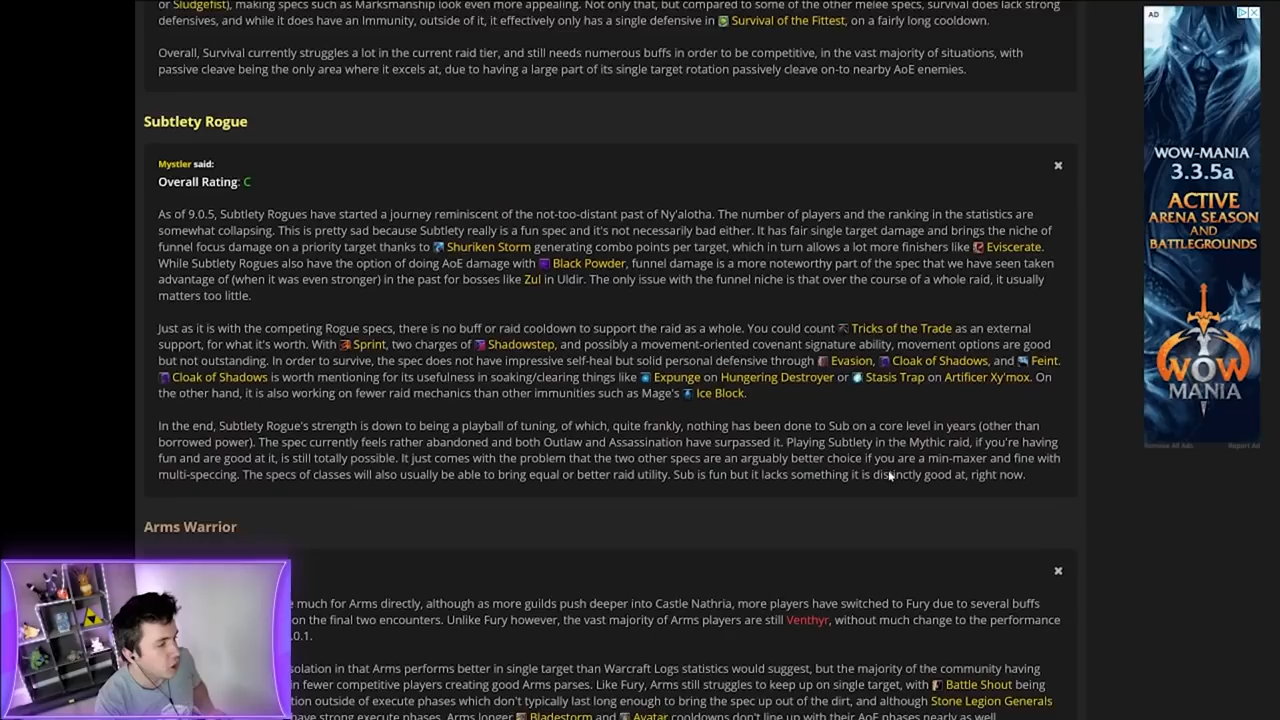 or Sludgefist), making specs such as Marksmanship look even more appealing. Not only that, but compared to some of the other melee specs, survival does lack strong
defensives, and while it does have an Immunity, outside of it, it effectively only has a single defensive in Survival of the Fittest, on a fairly long cooldown.
Overall, Survival currently struggles a lot in the current raid tier, and still needs numerous buffs in order to be competitive, in the vast majority of situations, with
passive cleave being the only area where it excels at, due to having a large part of its single target rotation passively cleave on-to nearby AoE enemies.
Subtlety Rogue
Mystler said:
Overall Rating: C
As of 9.0.5, Subtlety Rogues have started a journey reminiscent of the not-too-distant past of Ny'alotha. The number of players and the ranking in the statistics are
somewhat collapsing. This is pretty sad because Subtlety really is a fun spec and it's not necessarily bad either. It has fair single target damage and brings the niche of
funnel focus damage on a priority target thanks to Shuriken Storm generating combo points per target, which in turn allows a lot more finishers like Eviscerate.
While Subtlety Rogues also have the option of doing AoE damage with Black Powder, funnel damage is a more noteworthy part of the spec that we have seen taken
advantage of (when it was even stronger) in the past for bosses like Zul in Uldir. The only issue with the funnel niche is that over the course of a whole raid, it usually
matters too little.
Just as it is with the competing Rogue specs, there is no buff or raid cooldown to support the raid as a whole. You could count Tricks of the Trade as an external
support, for what it's worth. With Sprint, two charges of Shadowstep, and possibly a movement-oriented covenant signature ability, movement options are good
but not outstanding. In order to survive, the spec does not have impressive self-heal but solid personal defensive through Evasion, Cloak of Shadows, and Feint.
Cloak of Shadows is worth mentioning for its usefulness in soaking/clearing things like Expunge on Hungering Destroyer or Stasis Trap on Artificer Xy'mox. On
the other hand, it is also working on fewer raid mechanics than other immunities such as Mage's Ice Block.
In the end, Subtlety Rogue's strength is down to being a playball of tuning, of which, quite frankly, nothing has been done to Sub on a core level in years (other than
borrowed power). The spec currently feels rather abandoned and both Outlaw and Assassination have surpassed it. Playing Subtlety in the Mythic raid, if you're having
fun and are good at it, is still totally possible. It just comes with the problem that the two other specs are an arguably better choice if you are a min-maxer and fine with
multi-speccing. The specs of classes will also usually be able to bring equal or better raid utility. Sub is fun but it lacks something it is distinctly good at, right now.
Arms Warrior
much for Arms directly, although as more guilds push deeper into Castle Nathria, more players have switched to Fury due to several buffs
on the final two encounters. Unlike Fury however, the vast majority of Arms players are still Venthyr, without much change to the performance
.0.1.
solation in that Arms performs better in single target than Warcraft Logs statistics would suggest, but the majority of the community having
n fewer competitive players creating good Arms parses. Like Fury, Arms still struggles to keep up on single target, with Battle Shout being
tion outside of execute phases which don't typically last long enough to bring the spec up out of the dirt, and although Stone Legion Generals
have strong execute phases, Arms longer Bladestorm and Avatar cooldowns don't line up with their AoE phases nearly as well
AD
WOW-MANIA
3.3.5a
ACTIVE
ARENA SEASON
AND
BATTLEGROUNDS
WOW
MANIA
Report Ad